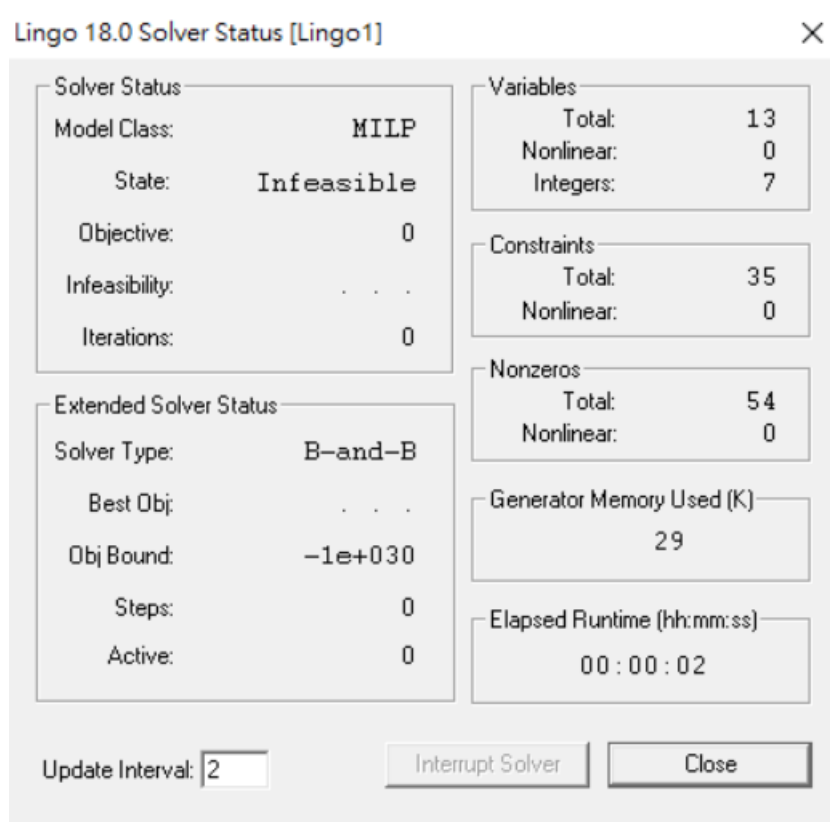 Lingo 18.0 Solver Status [Lingo1]
Solver Status
Model Class: MILP
State: Infeasible
Objective: 0
Infeasibility: . . .
Iterations: 0
Extended Solver Status
Solver Type: B-and-B
Best Obj: . . .
Obj Bound: -1e+030
Steps: 0
Active: 0
Variables
Total: 13
Nonlinear: 0
Integers: 7
Constraints
Total: 35
Nonlinear: 0
Nonzeros
Total: 54
Nonlinear: 0
Generator Memory Used (K)
29
Elapsed Runtime (hh:mm:ss)
00:00:02
Update Interval: 2
Interrupt Solver
Close